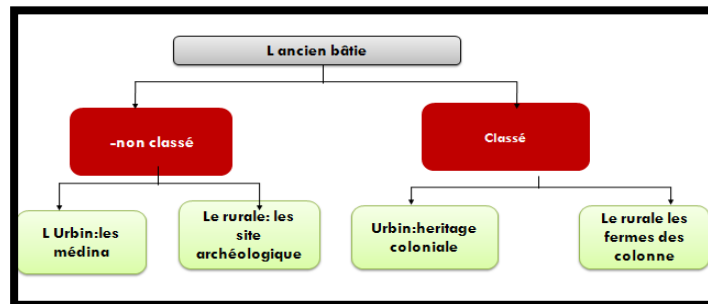 L ancien bâtie
-non classé
Classé
L Urbin:les
médina
Le rurale: les
site
archéologique
Urbin:heritage
coloniale
Le rurale les
fermes des
colonne